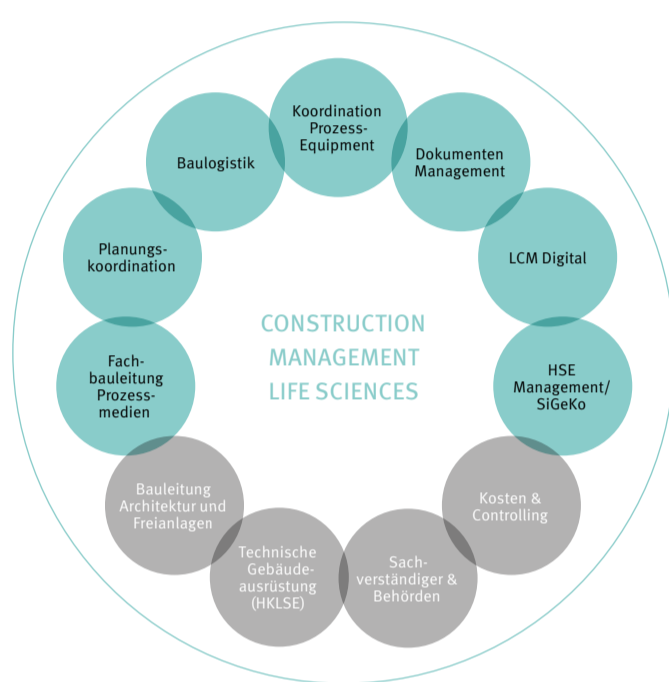 Koordination
Prozess-
Equipment
Dokumenten
Management
LCM Digital
HSE
Management/
SiGeKo
Kosten &
Controlling
Sach-
verständiger &
Behörden
Technische
Gebäude-
ausrüstung
(HKLSE)
Bauleitung
Architektur und
Freianlagen
Fach-
bauleitung
Prozess-
medien
Planungs-
koordination
Baulogistik
CONSTRUCTION
MANAGEMENT
LIFE SCIENCES